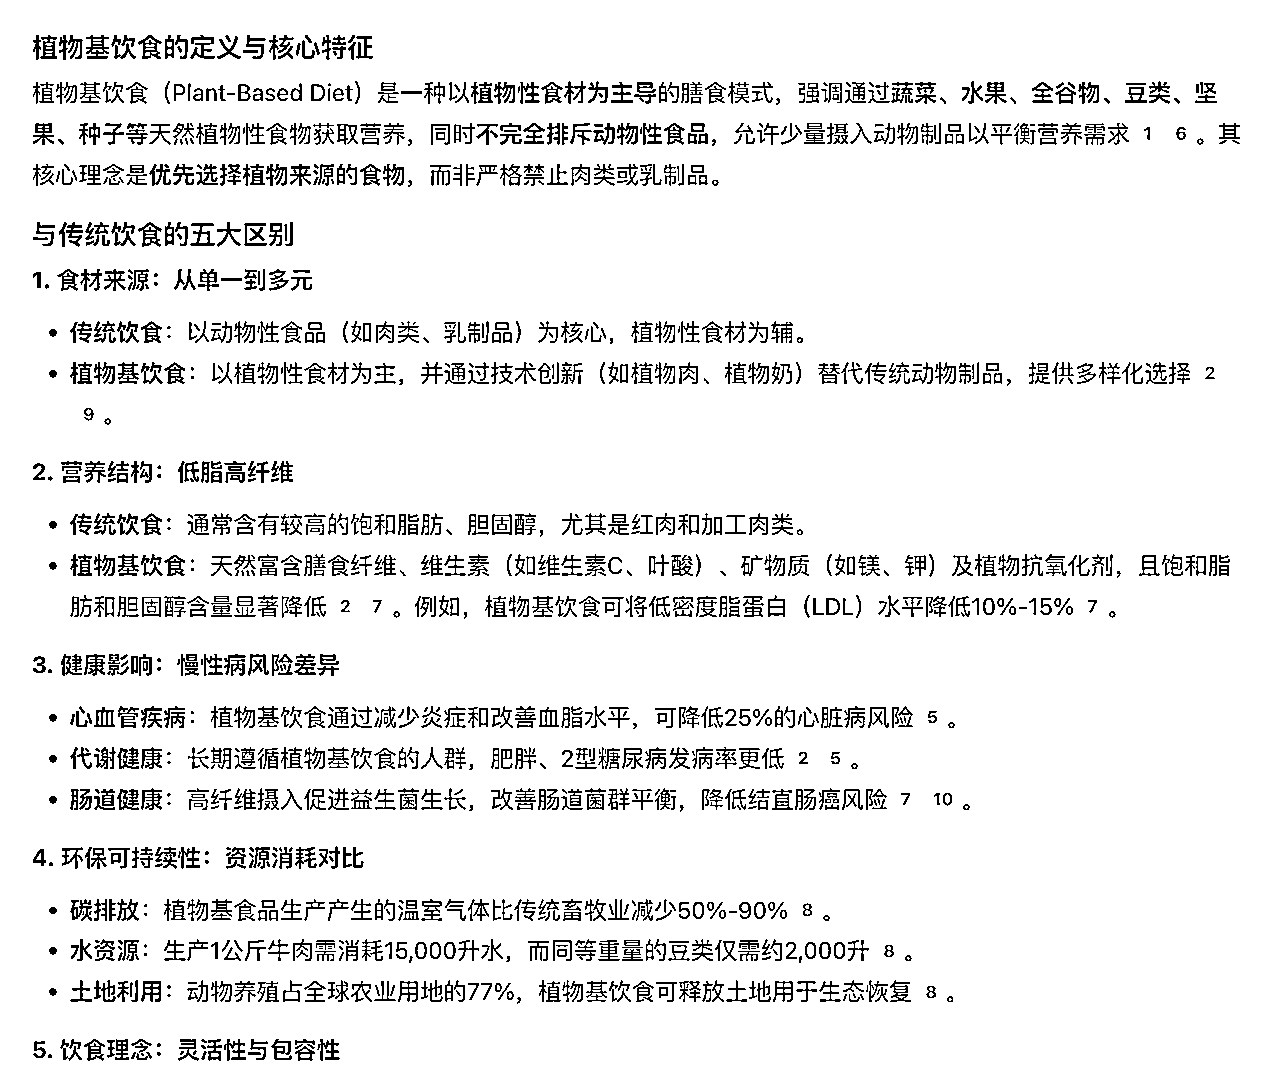 植物基饮食的定义与核心特征
植物基饮食（Plant-Based Diet）是一种以植物性食材为主导的膳食模式，强调通过蔬菜、水果、全谷物、豆类、坚
果、种子等天然植物性食物获取营养，同时不完全排斥动物性食品，允许少量摄入动物制品以平衡营养需求 1 6 。其
核心理念是优先选择植物来源的食物，而非严格禁止肉类或乳制品。
与传统饮食的五大区别
1. 食材来源：从单一到多元
• 传统饮食：以动物性食品（如肉类、乳制品）为核心，植物性食材为辅。
• 植物基饮食：以植物性食材为主，并通过技术创新（如植物肉、植物奶）替代传统动物制品，提供多样化选择 2
9 。
2. 营养结构：低脂高纤维
• 传统饮食：通常含有较高的饱和脂肪、胆固醇，尤其是红肉和加工肉类。
• 植物基饮食：天然富含膳食纤维、维生素（如维生素C、叶酸）、矿物质（如镁、钾）及植物抗氧化剂，且饱和脂
肪和胆固醇含量显著降低 2 7 。例如，植物基饮食可将低密度脂蛋白（LDL）水平降低10%-15% 7 。
3. 健康影响：慢性病风险差异
• 心血管疾病：植物基饮食通过减少炎症和改善血脂水平，可降低25%的心脏病风险 5 。
• 代谢健康：长期遵循植物基饮食的人群，肥胖、2型糖尿病发病率更低 2 5 。
• 肠道健康：高纤维摄入促进益生菌生长，改善肠道菌群平衡，降低结直肠癌风险 7 10 。
4. 环保可持续性：资源消耗对比
• 碳排放：植物基食品生产产生的温室气体比传统畜牧业减少50%-90% 8 。
• 水资源：生产1公斤牛肉需消耗15,000升水，而同等重量的豆类仅需约2,000升 8 。
• 土地利用：动物养殖占全球农业用地的77%，植物基饮食可释放土地用于生态恢复 8 。
5. 饮食理念：灵活性与包容性